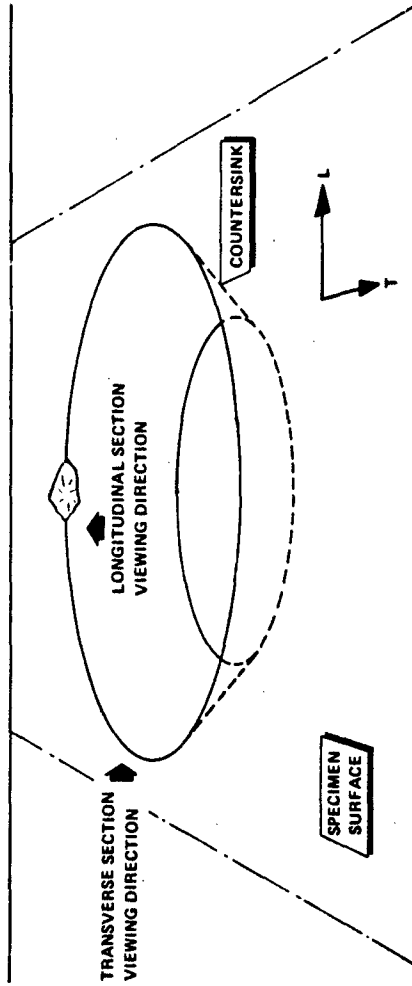 TRANSVERSE SECTION
VIEWING DIRECTION
LONGITUDINAL SECTION
VIEWING DIRECTION
COUNTERSINK
L
T
SPECIMEN
SURFACE